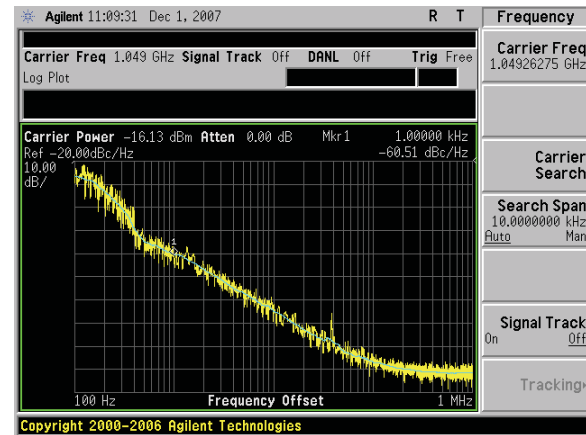 Agilent 11:09:31 Dec 1, 2007 R T
Frequency
Carrier Freq 1.049 GHz Signal Track Off DANL Off Trig Free
Log Plot
Carrier Power -16.13 dBm Atten 0.00 dB Mkr1 1.00000 kHz
Ref -20.00dBc/Hz -60.51 dBc/Hz
10.00
dB/
1
100 Hz Frequency Offset 1 MHz
Copyright 2000-2006 Agilent Technologies
Carrier Freq
1.04926275 GHz
Carrier
Search
Search Span
10.0000000 kHz
Auto Man
Signal Track
On Off
Tracking